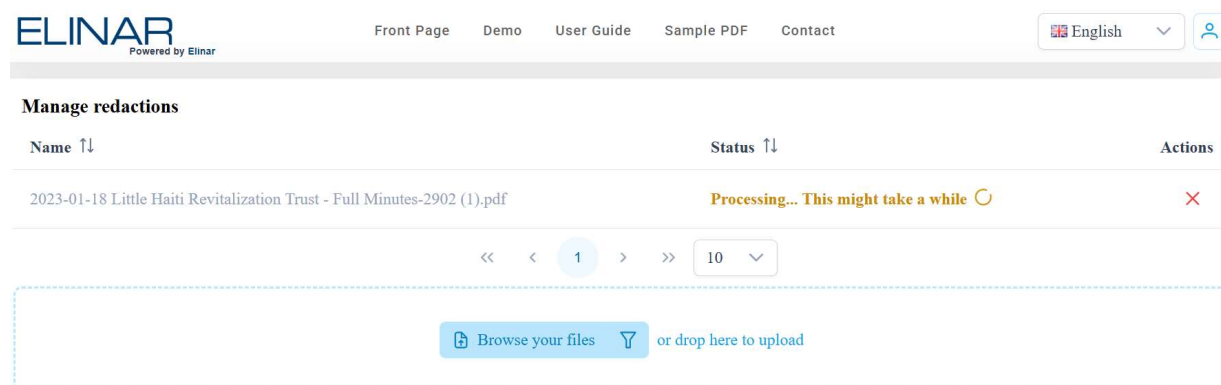 ELINAR
Powered by Elinar
Front Page Demo User Guide Sample PDF Contact
English
Manage redactions
Name Status Actions
2023-01-18 Little Haiti Revitalization Trust - Full Minutes-2902 (1).pdf Processing... This might take a while
1 10
Browse your files or drop here to upload